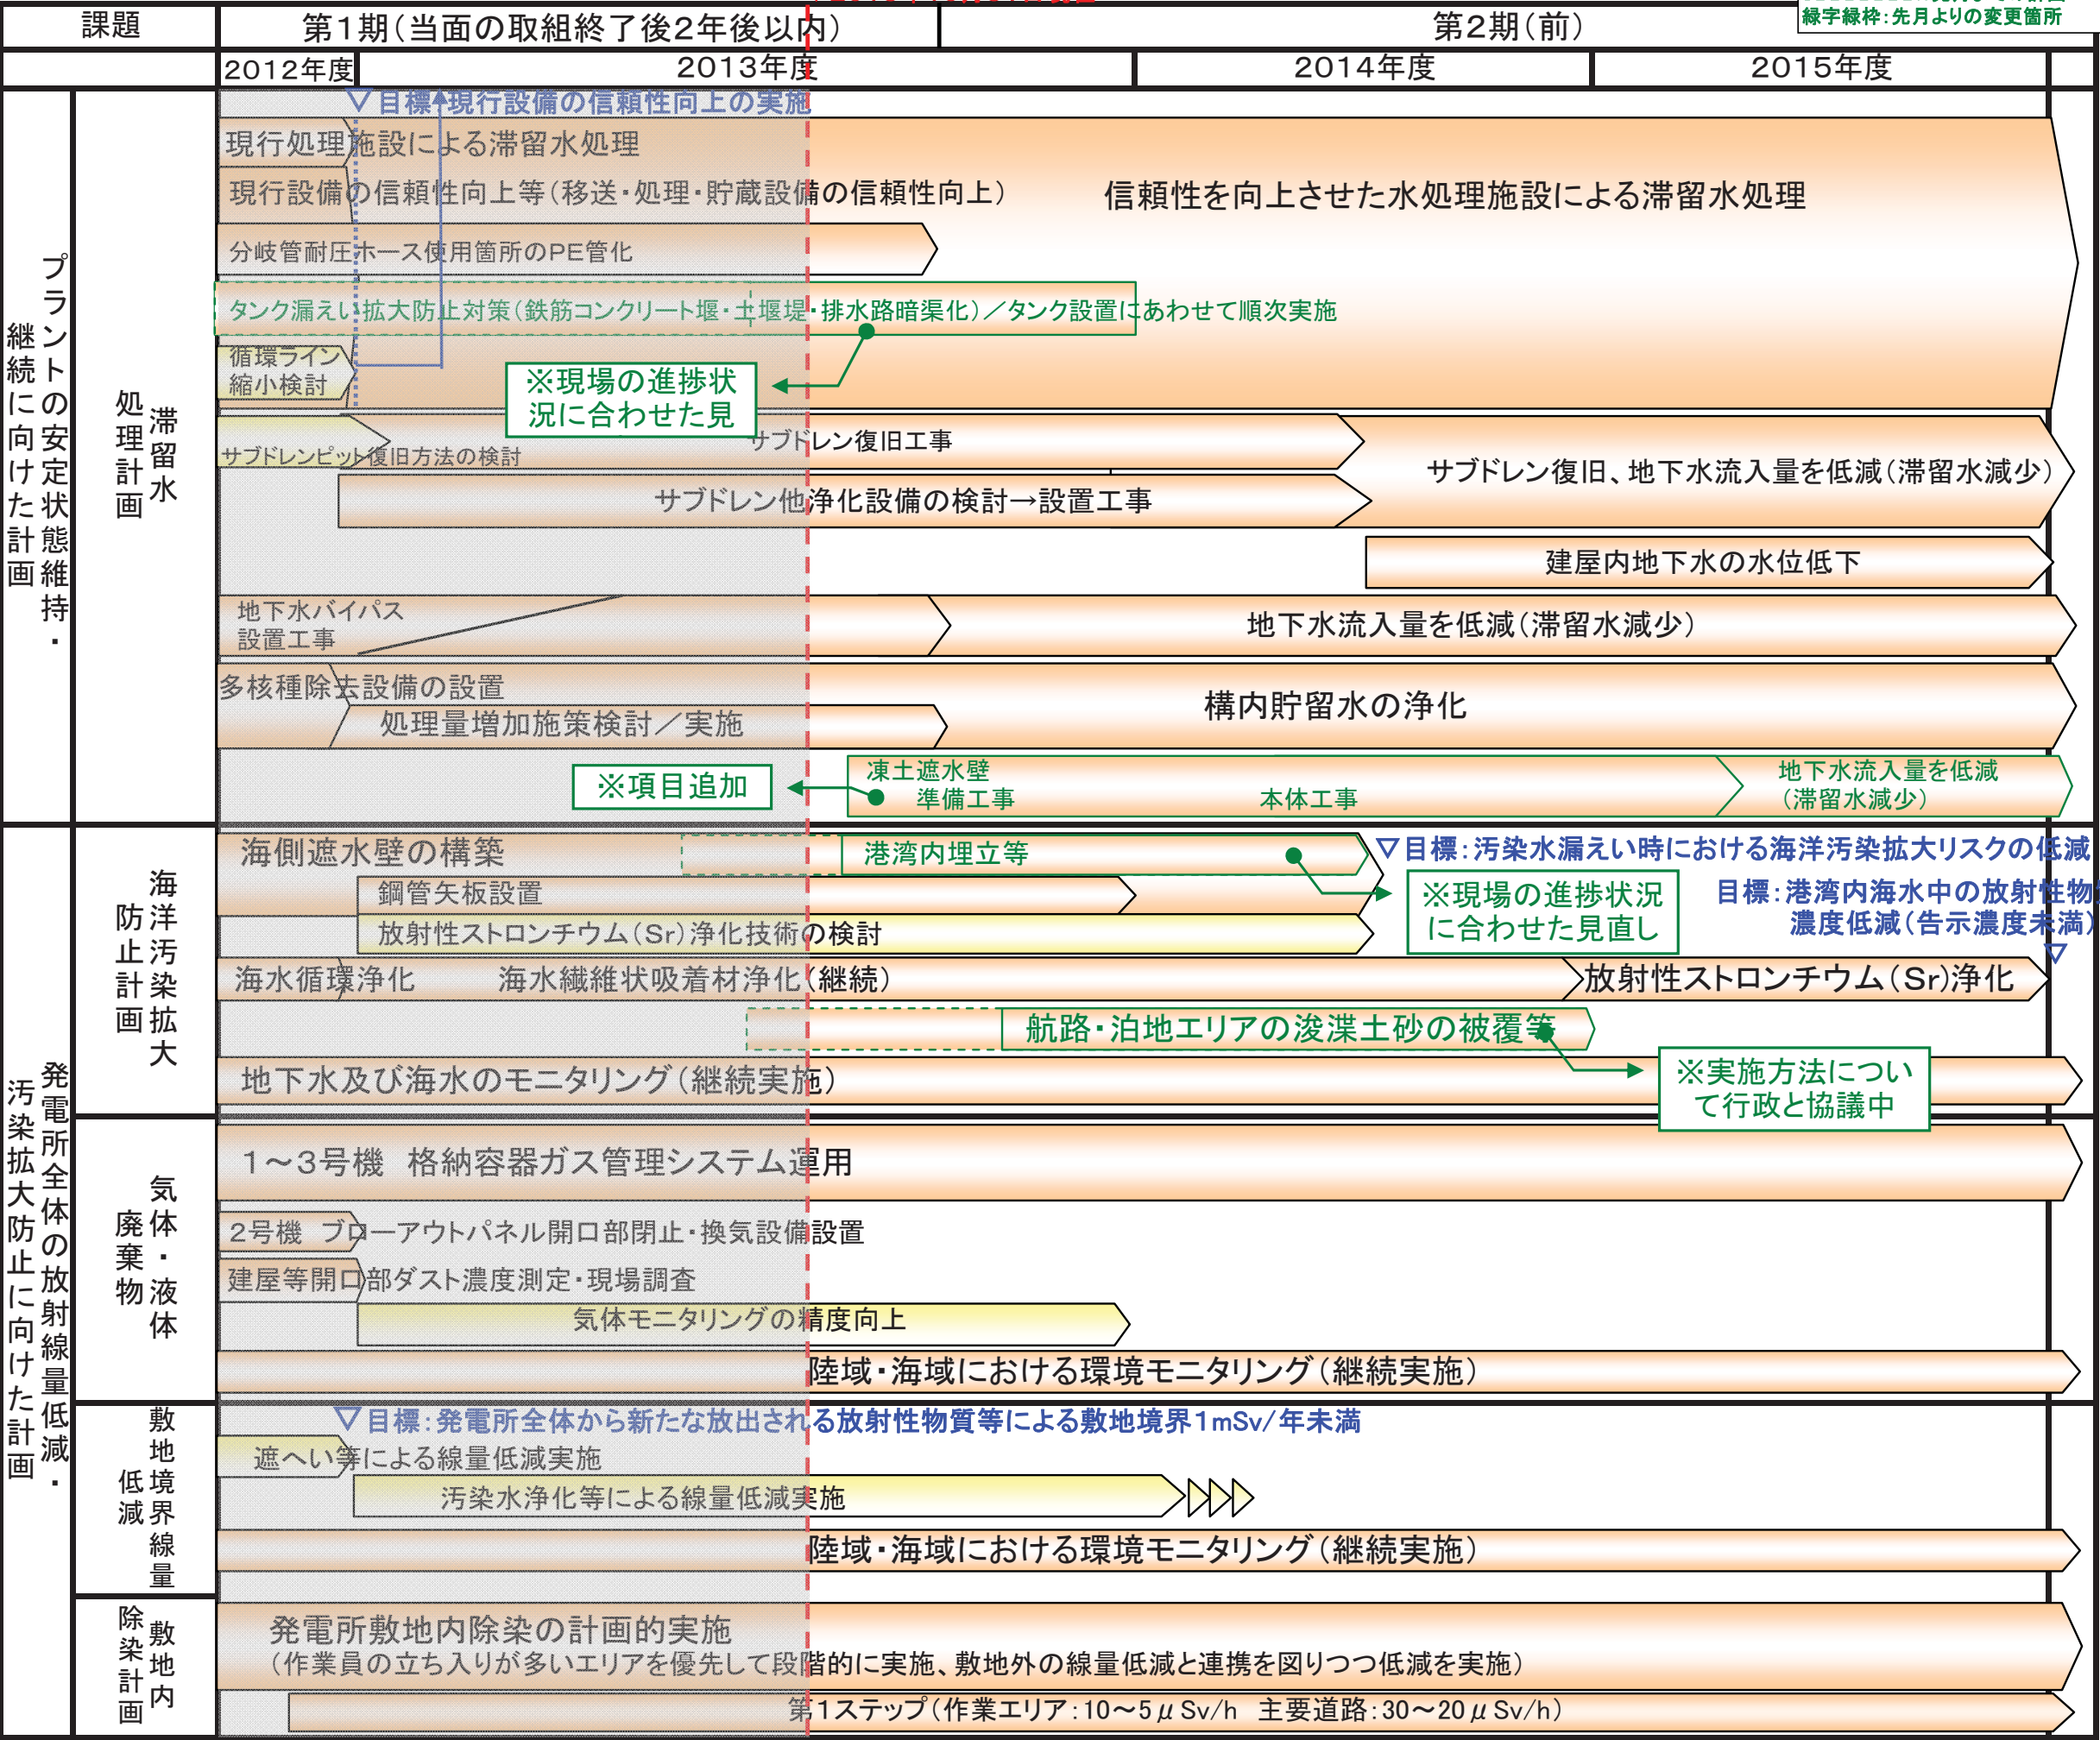 緑字緑枠：先月よりの変更箇所
課題
第１期（当面の取組終了後２年後以内）
第２期（前）
２０１２年度
２０１３年度
２０１４年度
２０１５年度
プラントの安定状態維持・
継続に向けた計画
滞留水
処理計画
▽目標 現行設備の信頼性向上の実施
現行処理施設による滞留水処理
現行設備の信頼性向上等（移送・処理・貯蔵設備の信頼性向上）
信頼性を向上させた水処理施設による滞留水処理
分岐管耐圧ホース使用箇所のＰＥ管化
タンク漏えい拡大防止対策（鉄筋コンクリート堰・土堰堤・排水路暗渠化）／タンク設置にあわせて順次実施
循環ライン
縮小検討
※現場の進捗状
況に合わせた見
サブドレン復旧工事
サブドレンピット復旧方法の検討
サブドレン復旧、地下水流入量を低減（滞留水減少）
サブドレン他浄化設備の検討→設置工事
建屋内地下水の水位低下
地下水バイパス
設置工事
地下水流入量を低減（滞留水減少）
多核種除去設備の設置
構内貯留水の浄化
処理量増加施策検討／実施
※項目追加
凍土遮水壁
準備工事
本体工事
地下水流入量を低減
（滞留水減少）
発電所全体の放射線量低減・
汚染拡大防止に向けた計画
海洋汚染拡大
防止計画
海側遮水壁の構築
港湾内埋立等
▽目標：汚染水漏えい時における海洋汚染拡大リスクの低減
鋼管矢板設置
※現場の進捗状況
に合わせた見直し
目標：港湾内海水中の放射性物
濃度低減（告示濃度未満）
▽
放射性ストロンチウム（Ｓｒ）浄化技術の検討
海水循環浄化
海水繊維状吸着材浄化（継続）
放射性ストロンチウム（Ｓｒ）浄化
航路・泊地エリアの浚渫土砂の被覆等
※実施方法につい
て行政と協議中
地下水及び海水のモニタリング（継続実施）
気体・液体
廃棄物
１～３号機　格納容器ガス管理システム運用
２号機　ブローアウトパネル開口部閉止・換気設備設置
建屋等開口部ダスト濃度測定・現場調査
気体モニタリングの精度向上
陸域・海域における環境モニタリング（継続実施）
敷地境界線量
低減
▽目標：発電所全体から新たな放出される放射性物質等による敷地境界１mSv/年未満
遮へい等による線量低減実施
汚染水浄化等による線量低減実施
陸域・海域における環境モニタリング（継続実施）
敷地内
除染計画
発電所敷地内除染の計画的実施
（作業員の立ち入りが多いエリアを優先して段階的に実施、敷地外の線量低減と連携を図りつつ低減を実施）
第１ステップ（作業エリア：10～5μSv/h　主要道路：30～20μSv/h）